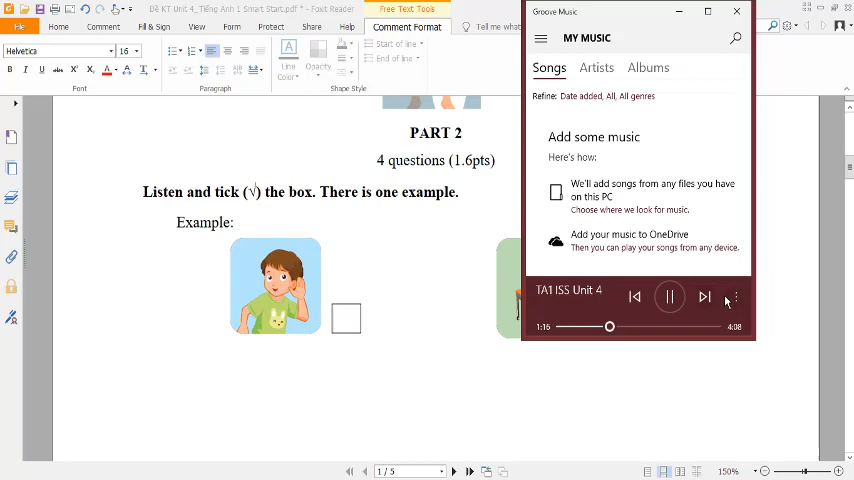 Đề KT Unit 4_Tiếng Anh 1 Smart Start.pdf * - Foxit Reader
Free Text Tools
File
Home
Comment
Fill & Sign
View
Form
Protect
Share
Help
Comment Format
Tell me what
Helvetica
16
B I U abc X² X₂ A T
Font
Paragraph
Line
Color
Opacity
Start of line
End of line
Shape Style
PART 2
4 questions (1.6pts)
Listen and tick (√) the box. There is one example.
Example:
Groove Music
MY MUSIC
Songs
Artists
Albums
Refine: Date added, All, All genres
Add some music
Here's how:
We'll add songs from any files you have
on this PC
Choose where we look for music.
Add your music to OneDrive
Then you can play your songs from any device.
TA1 ISS Unit 4
1:16
4:08
1 / 5
150%